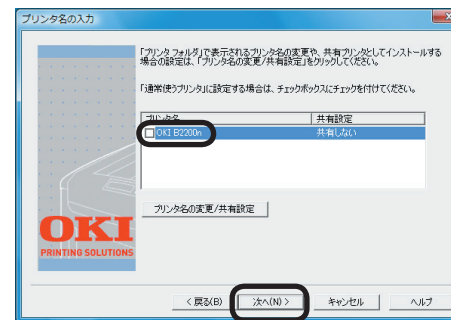 プリンタ名の入力
「プリンタ フォルダ」で表示されるプリンタ名の変更や、共有プリンタとしてインストールする
場合の設定は、「プリンタ名の変更/共有設定」をクリックしてください。
「通常使うプリンタ」に設定する場合は、チェックボックスにチェックを付けてください。
プリンタ名 共有設定
OKI B2200n 共有しない
プリンタ名の変更/共有設定
OKI
PRINTING SOLUTIONS
< 戻る(B) 次へ(N) > キャンセル ヘルプ